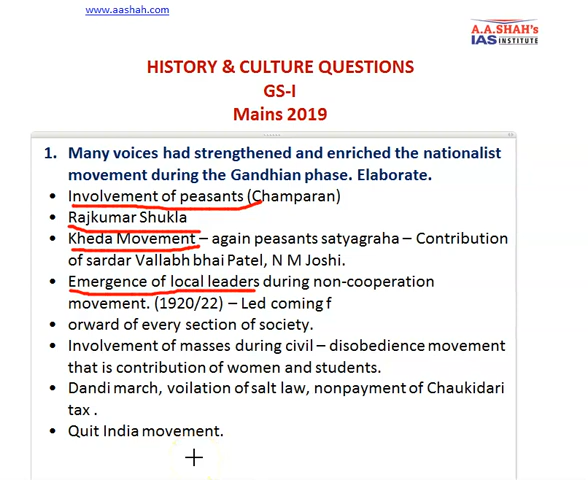 www.aashah.com
A.A.SHAH's
IAS INSTITUTE
HISTORY & CULTURE QUESTIONS
GS-I
Mains 2019
1. Many voices had strengthened and enriched the nationalist
movement during the Gandhian phase. Elaborate.
• Involvement of peasants (Champaran)
• Rajkumar Shukla
• Kheda Movement – again peasants satyagraha – Contribution
of sardar Vallabh bhai Patel, N M Joshi.
• Emergence of local leaders during non-cooperation
movement. (1920/22) – Led coming f
• orward of every section of society.
• Involvement of masses during civil – disobedience movement
that is contribution of women and students.
• Dandi march, voilation of salt law, nonpayment of Chaukidari
tax .
• Quit India movement.